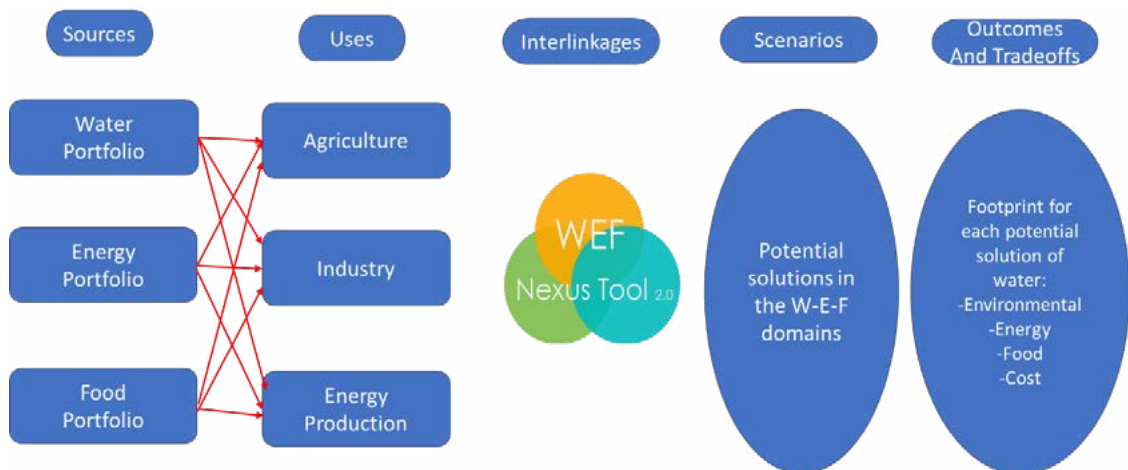 Sources
Uses
Interlinkages
Scenarios
Outcomes
And Tradeoffs
Water
Portfolio
Agriculture
Energy
Portfolio
Industry
Food
Portfolio
Energy
Production
WEF
Nexus Tool 2.0
Potential
solutions in
the W-E-F
domains
Footprint for
each potential
solution of
water:
-Environmental
-Energy
-Food
-Cost